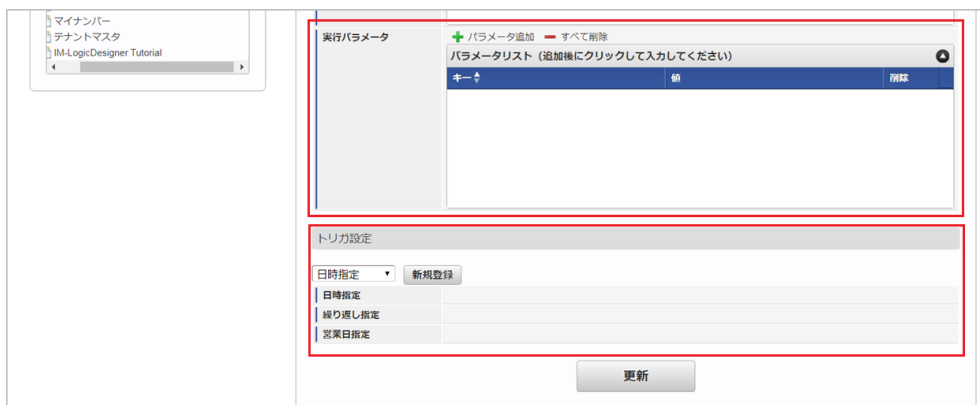 マイナンバー
テナントマスタ
IM-LogicDesigner Tutorial
実行パラメータ
パラメータ追加 すべて削除
パラメータリスト（追加後にクリックして入力してください）
キー 値 削除
トリガ設定
日時指定 新規登録
日時指定
繰り返し指定
営業日指定
更新